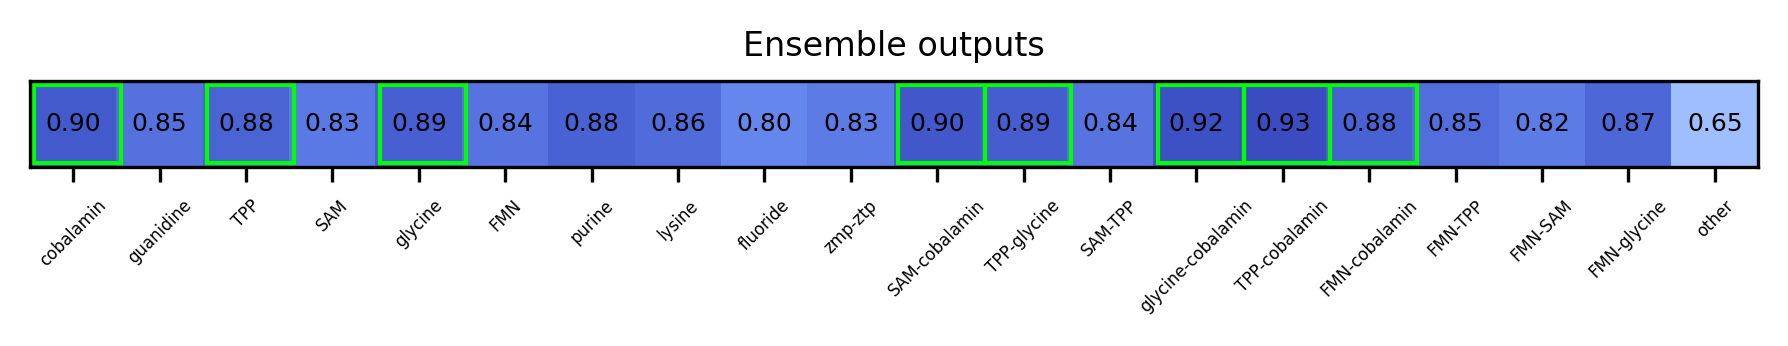 Ensemble outputs
0.90 0.85 0.88 0.83 0.89 0.84 0.88 0.86 0.80 0.83 0.90 0.89 0.84 0.92 0.93 0.88 0.85 0.82 0.87 0.65
cobalamin guanidine TPP SAM glycine FMN purine lysine fluoride zmp-ztp SAM-cobalamin TPP-glycine SAM-TPP glycine-cobalamin TPP-cobalamin FMN-cobalamin FMN-TPP FMN-SAM FMN-glycine other